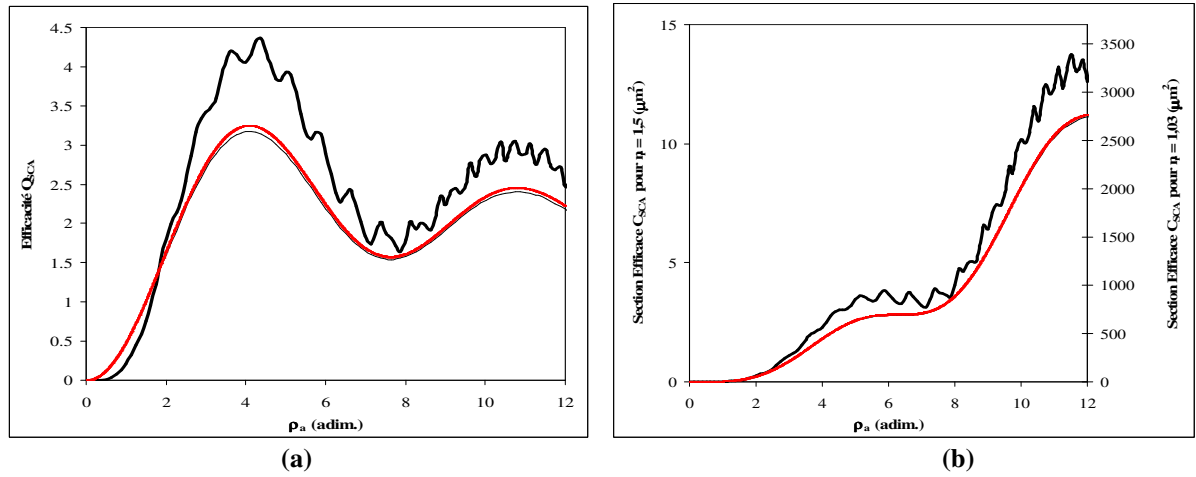 4.5
4
3.5
3
2.5
2
1.5
1
0.5
0
Efficacité Q_SCA
0 2 4 6 8 10 12
ρa (adim.)
(a)
15
10
5
0
Section Efficace C_SCA pour n = 1,5 (μm²)
3500
3000
2500
2000
1500
1000
500
0
Section Efficace C_SCA pour n = 1,03 (μm²)
0 2 4 6 8 10 12
ρa (adim.)
(b)